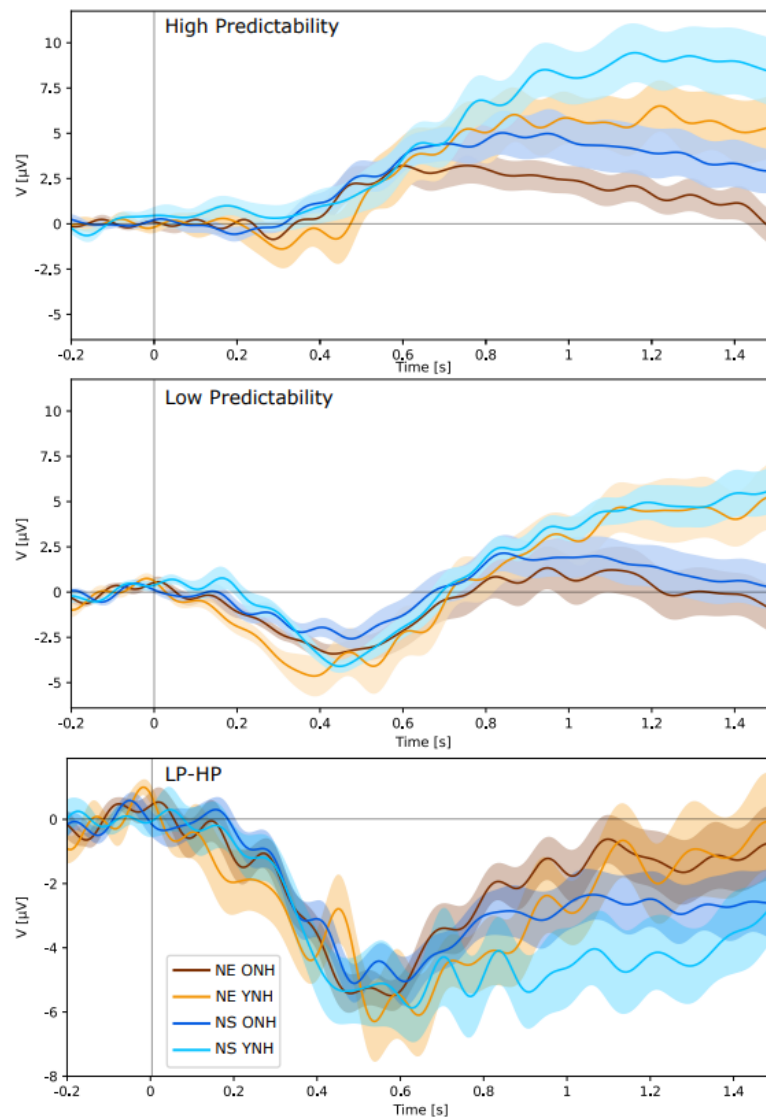 High Predictability
10
7.5
5
2.5
0
-2.5
-5
V [µV]
-0.2 0 0.2 0.4 0.6 0.8 1 1.2 1.4
Time [s]
Low Predictability
10
7.5
5
2.5
0
-2.5
-5
V [µV]
-0.2 0 0.2 0.4 0.6 0.8 1 1.2 1.4
Time [s]
LP-HP
0
-2
-4
-6
-8
V [µV]
NE ONH
NE YNH
NS ONH
NS YNH
-0.2 0 0.2 0.4 0.6 0.8 1 1.2 1.4
Time [s]